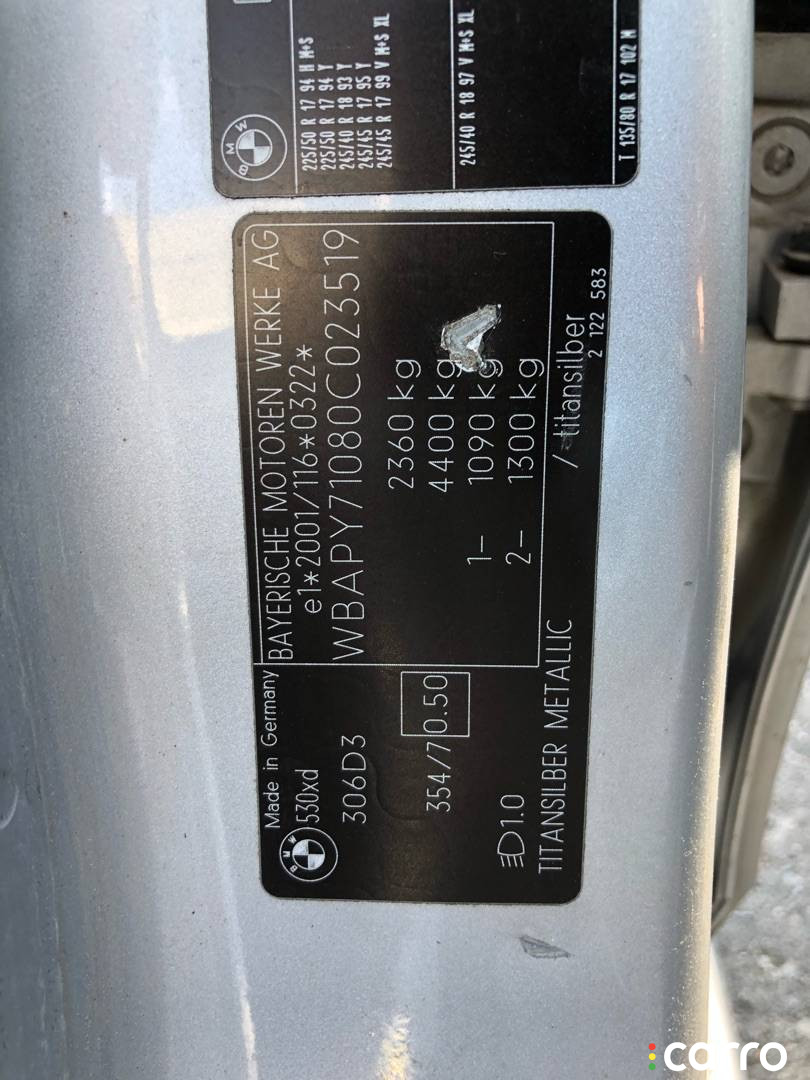 BMW
225/50 R 17 94 H M+S
225/50 R 17 94 Y
245/40 R 18 93 Y
245/45 R 17 95 Y
245/45 R 17 99 V M+S XL
245/40 R 18 97 V M+S XL
T 135/80 R 17 102 M
Made in Germany
BMW
530xd
306D3
354/7 0.50
1.0
BAYERISCHE MOTOREN WERKE AG
e1*2001/116*0322*
WBAPY71080C023519
2360 kg
4400 kg
1- 1090 kg
2- 1300 kg
TITANSILBER METALLIC / titansilber
2 122 583
carro